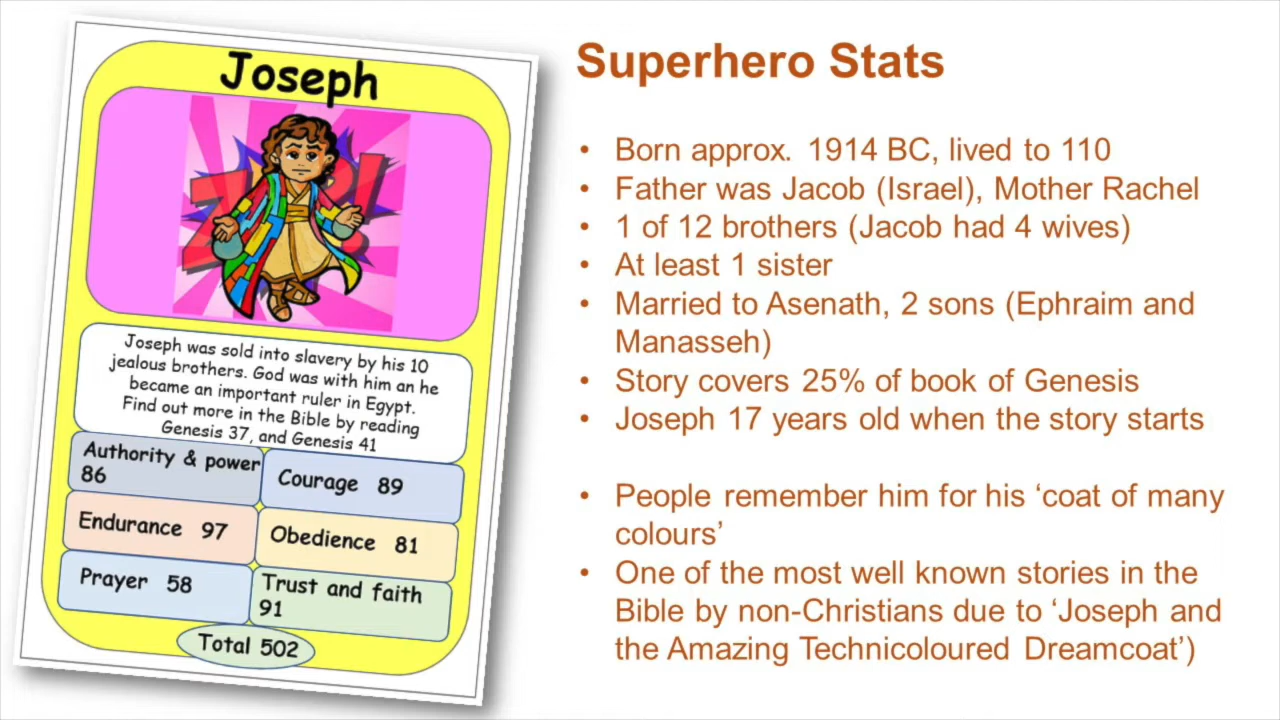 Joseph
Joseph was sold into slavery by his 10
jealous brothers. God was with him an he
became an important ruler in Egypt.
Find out more in the Bible by reading
Genesis 37, and Genesis 41
Authority & power
86
Courage 89
Endurance 97
Obedience 81
Prayer 58
Trust and faith
91
Total 502
Superhero Stats
• Born approx. 1914 BC, lived to 110
• Father was Jacob (Israel), Mother Rachel
• 1 of 12 brothers (Jacob had 4 wives)
• At least 1 sister
• Married to Asenath, 2 sons (Ephraim and
Manasseh)
• Story covers 25% of book of Genesis
• Joseph 17 years old when the story starts
• People remember him for his ‘coat of many
colours’
• One of the most well known stories in the
Bible by non-Christians due to ‘Joseph and
the Amazing Technicoloured Dreamcoat’)